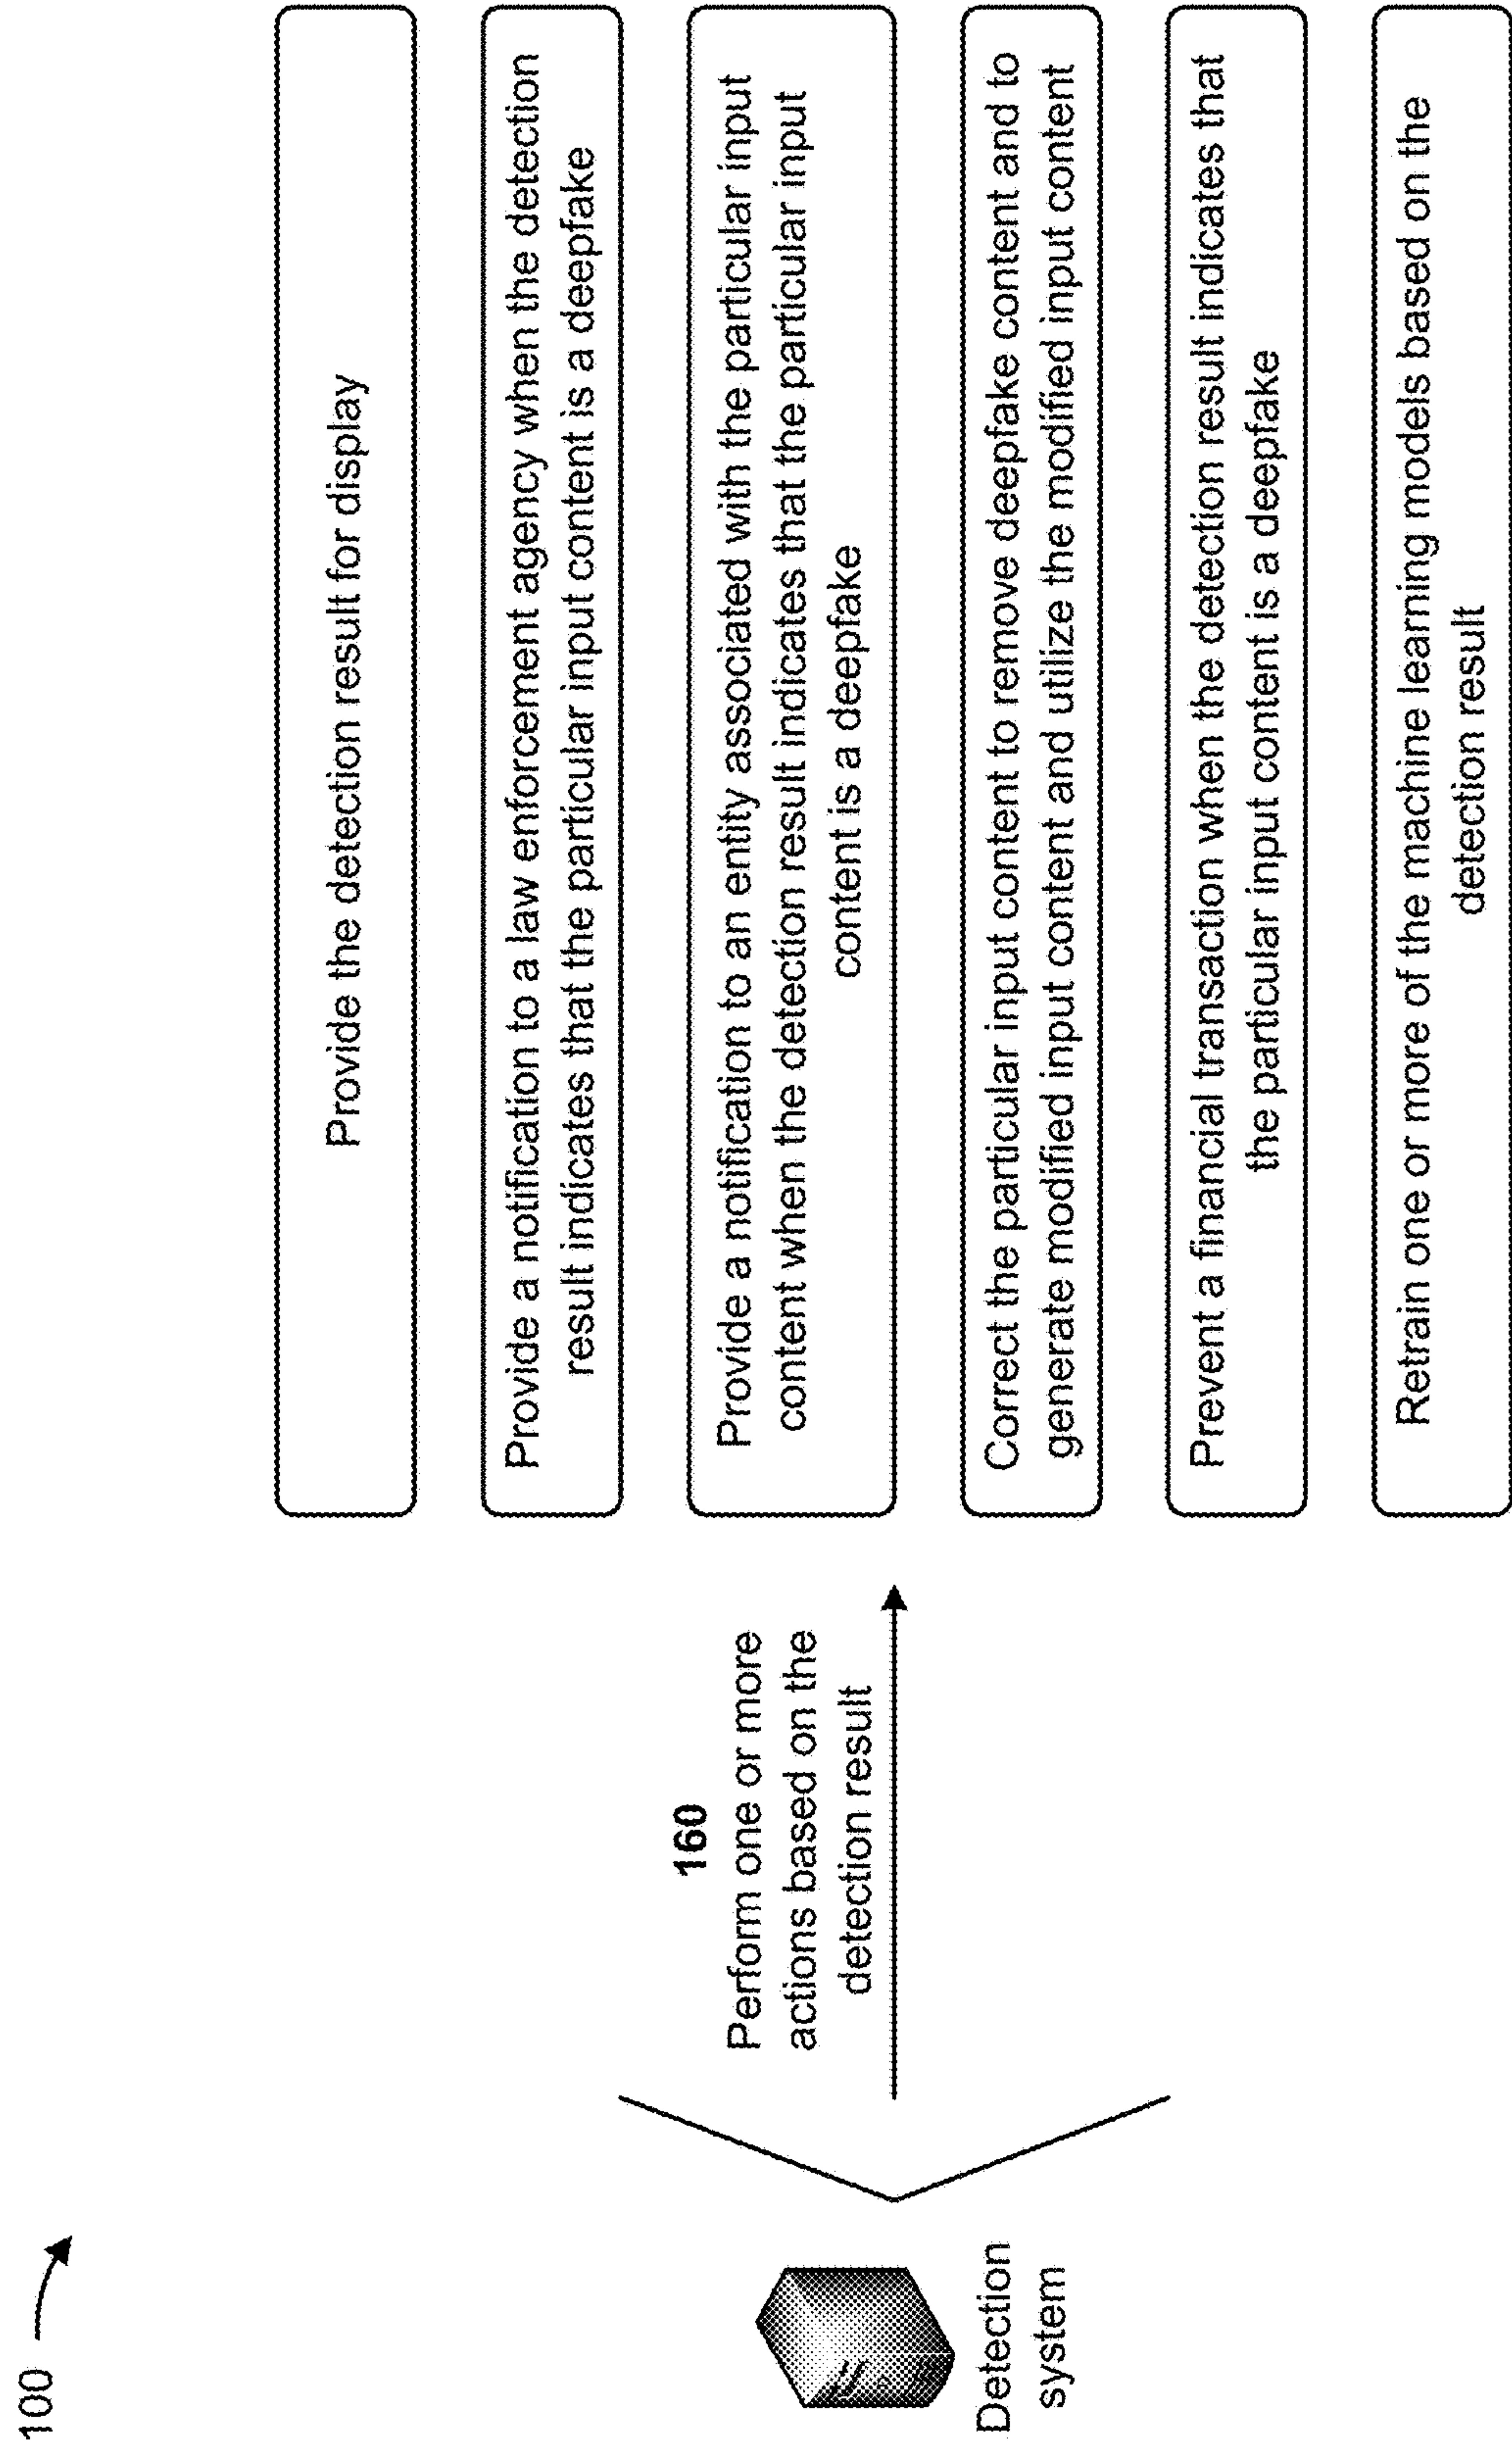 100
160
Perform one or more
actions based on the
detection result
Detection
system
Provide the detection result for display
Provide a notification to a law enforcement agency when the detection
result indicates that the particular input content is a deepfake
Provide a notification to an entity associated with the particular input
content when the detection result indicates that the particular input
content is a deepfake
Correct the particular input content to remove deepfake content and to
generate modified input content and utilize the modified input content
Prevent a financial transaction when the detection result indicates that
the particular input content is a deepfake
Retrain one or more of the machine learning models based on the
detection result